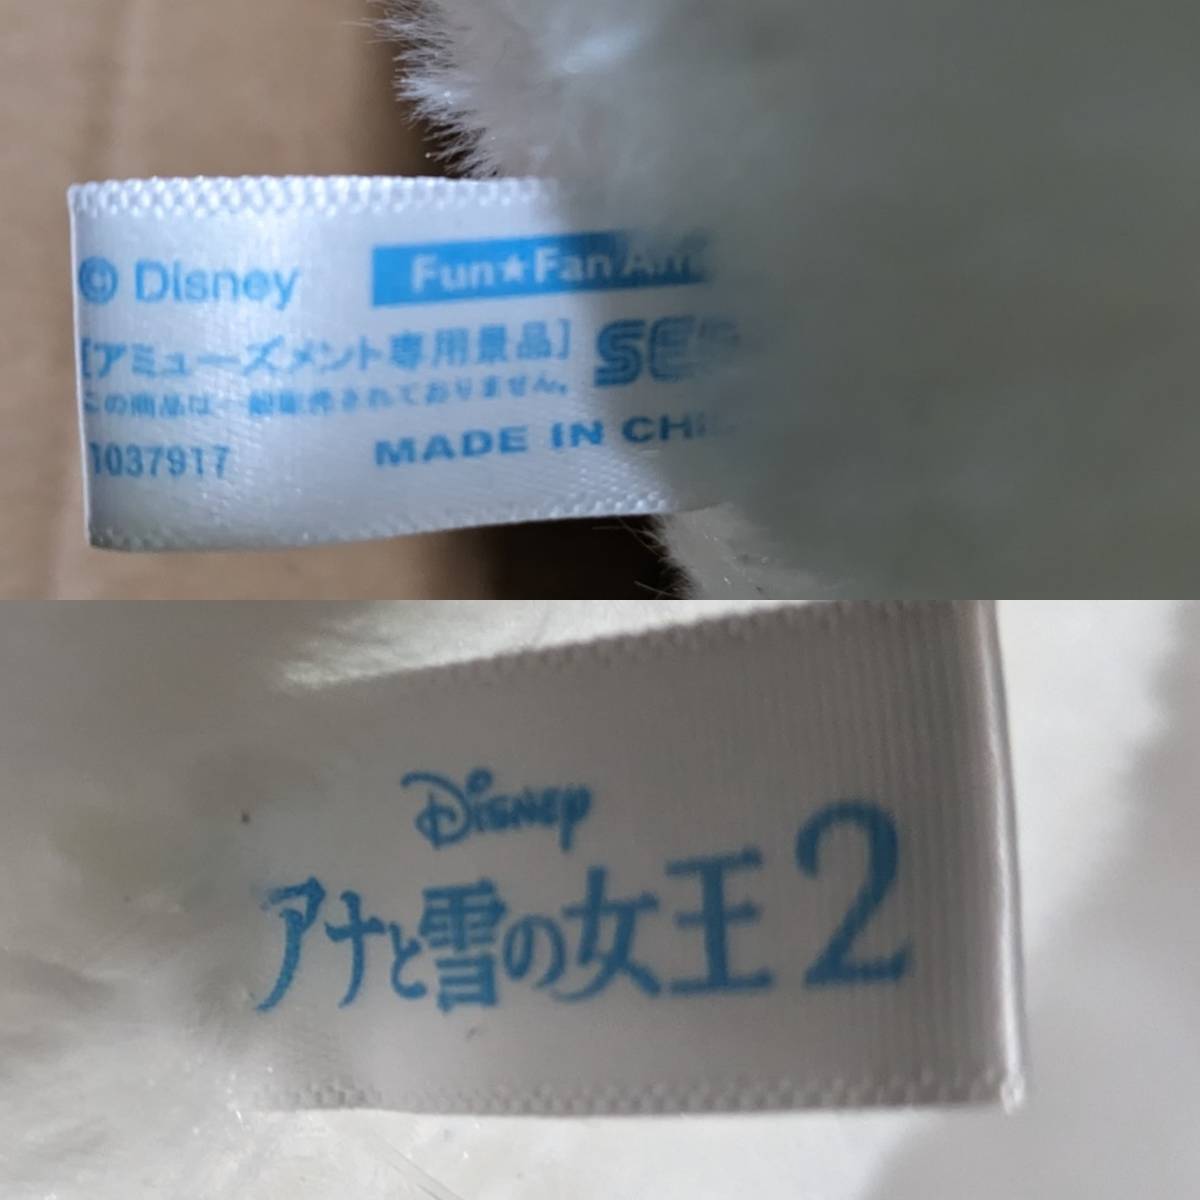 © Disney
Fun★Fan Am
[アミューズメント専用景品]
SEGA
この商品は一般販売されておりません。
1037917
MADE IN CHI
Disney
アナと雪の女王2